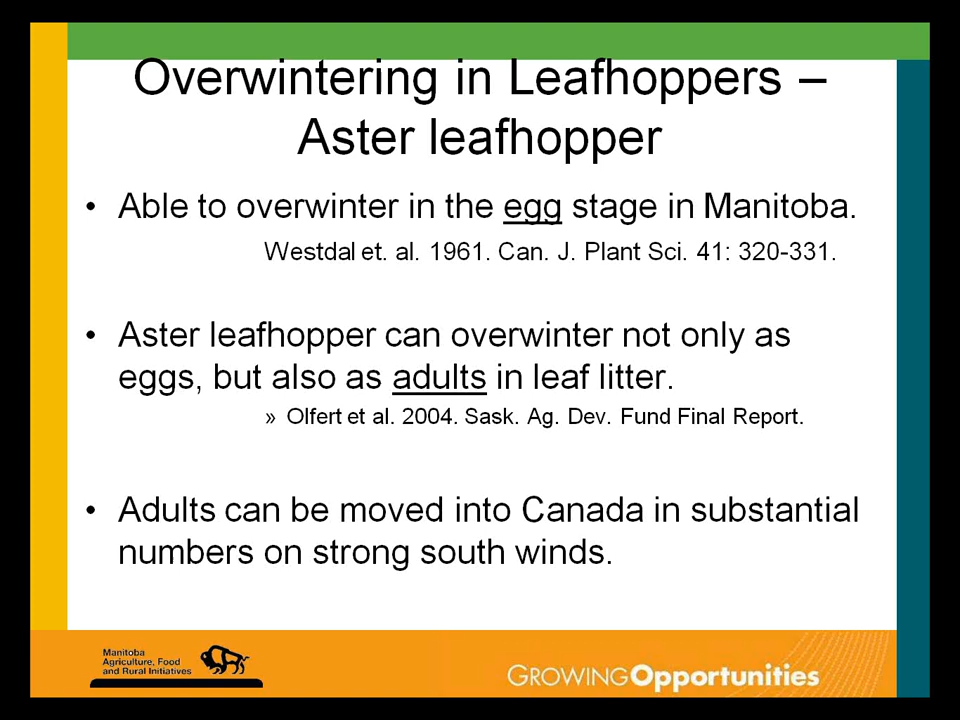 Overwintering in Leafhoppers –
Aster leafhopper
• Able to overwinter in the egg stage in Manitoba.
Westdal et. al. 1961. Can. J. Plant Sci. 41: 320-331.
• Aster leafhopper can overwinter not only as
eggs, but also as adults in leaf litter.
» Olfert et al. 2004. Sask. Ag. Dev. Fund Final Report.
• Adults can be moved into Canada in substantial
numbers on strong south winds.
Manitoba
Agriculture, Food
and Rural Initiatives
GROWING Opportunities